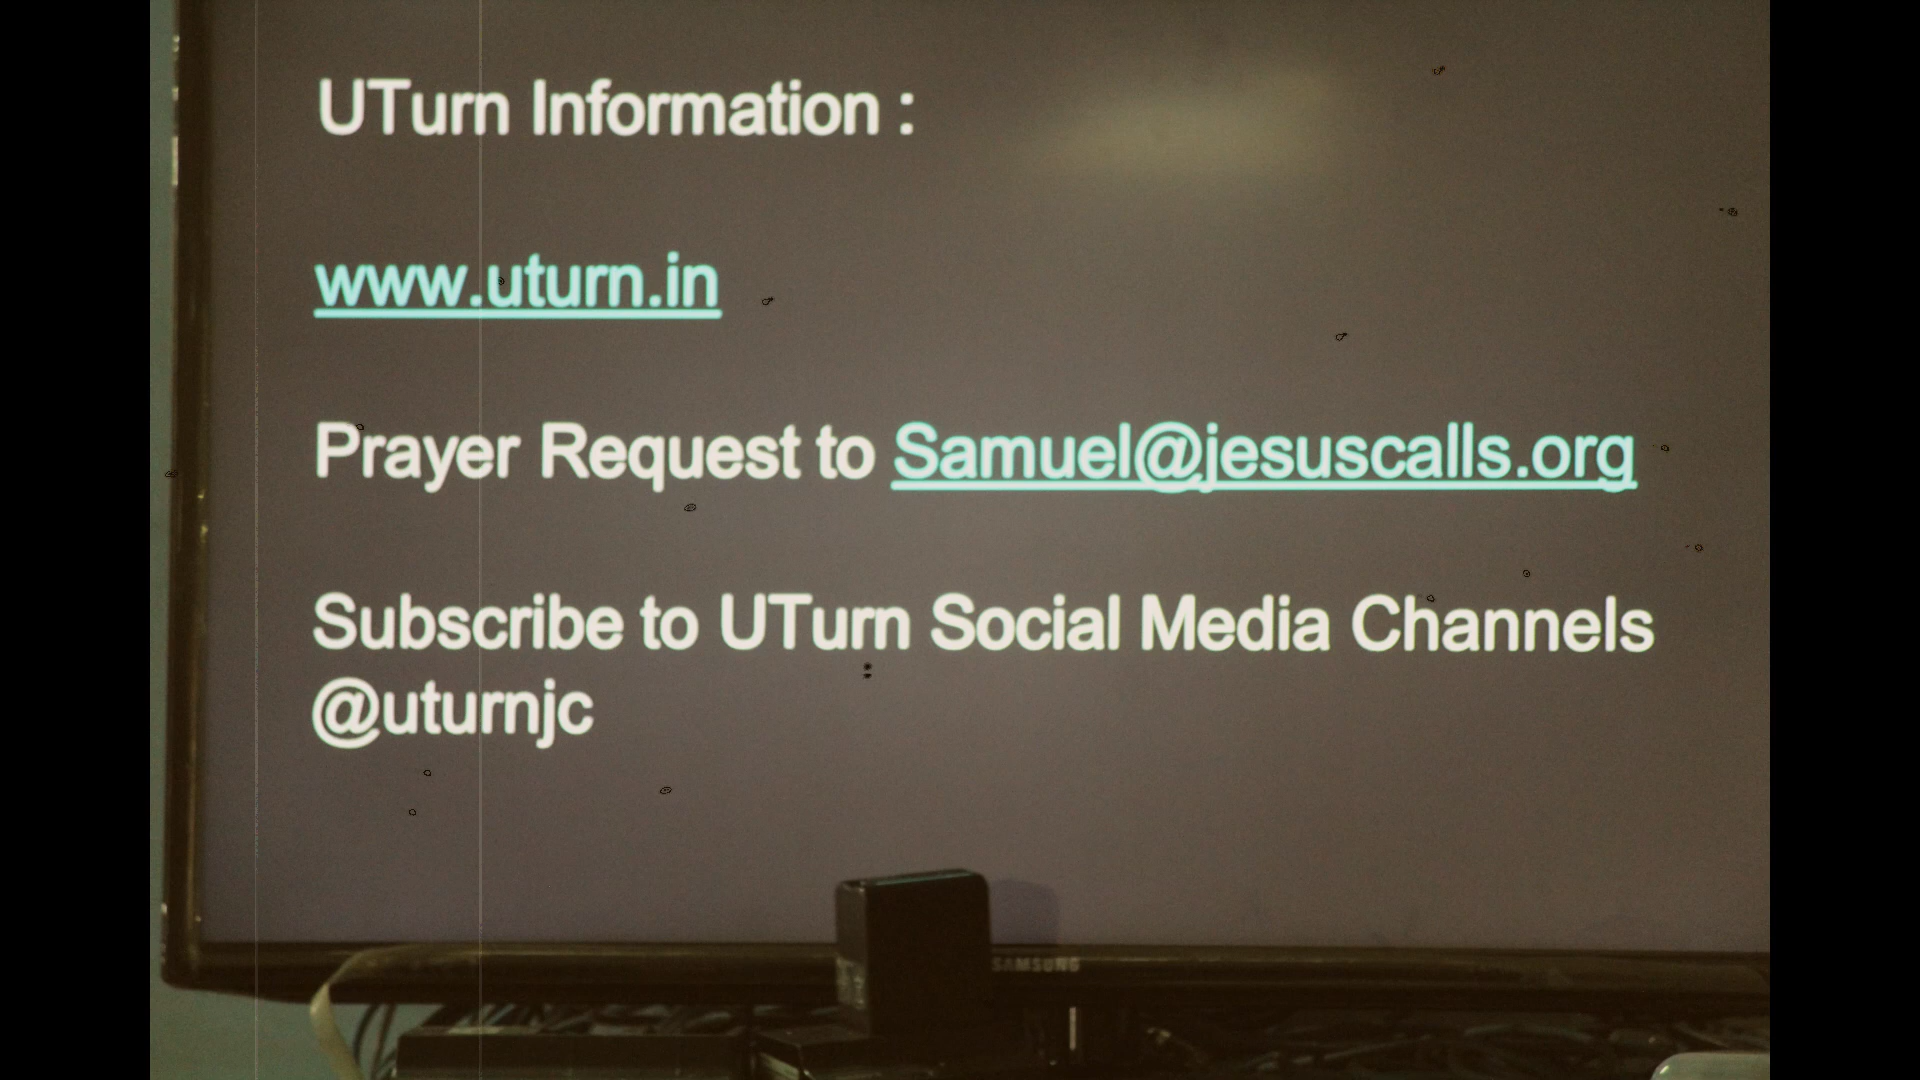 UTurn Information :
www.uturn.in
Prayer Request to Samuel@jesuscalls.org
Subscribe to UTurn Social Media Channels
@uturnjc
SAMSUNG